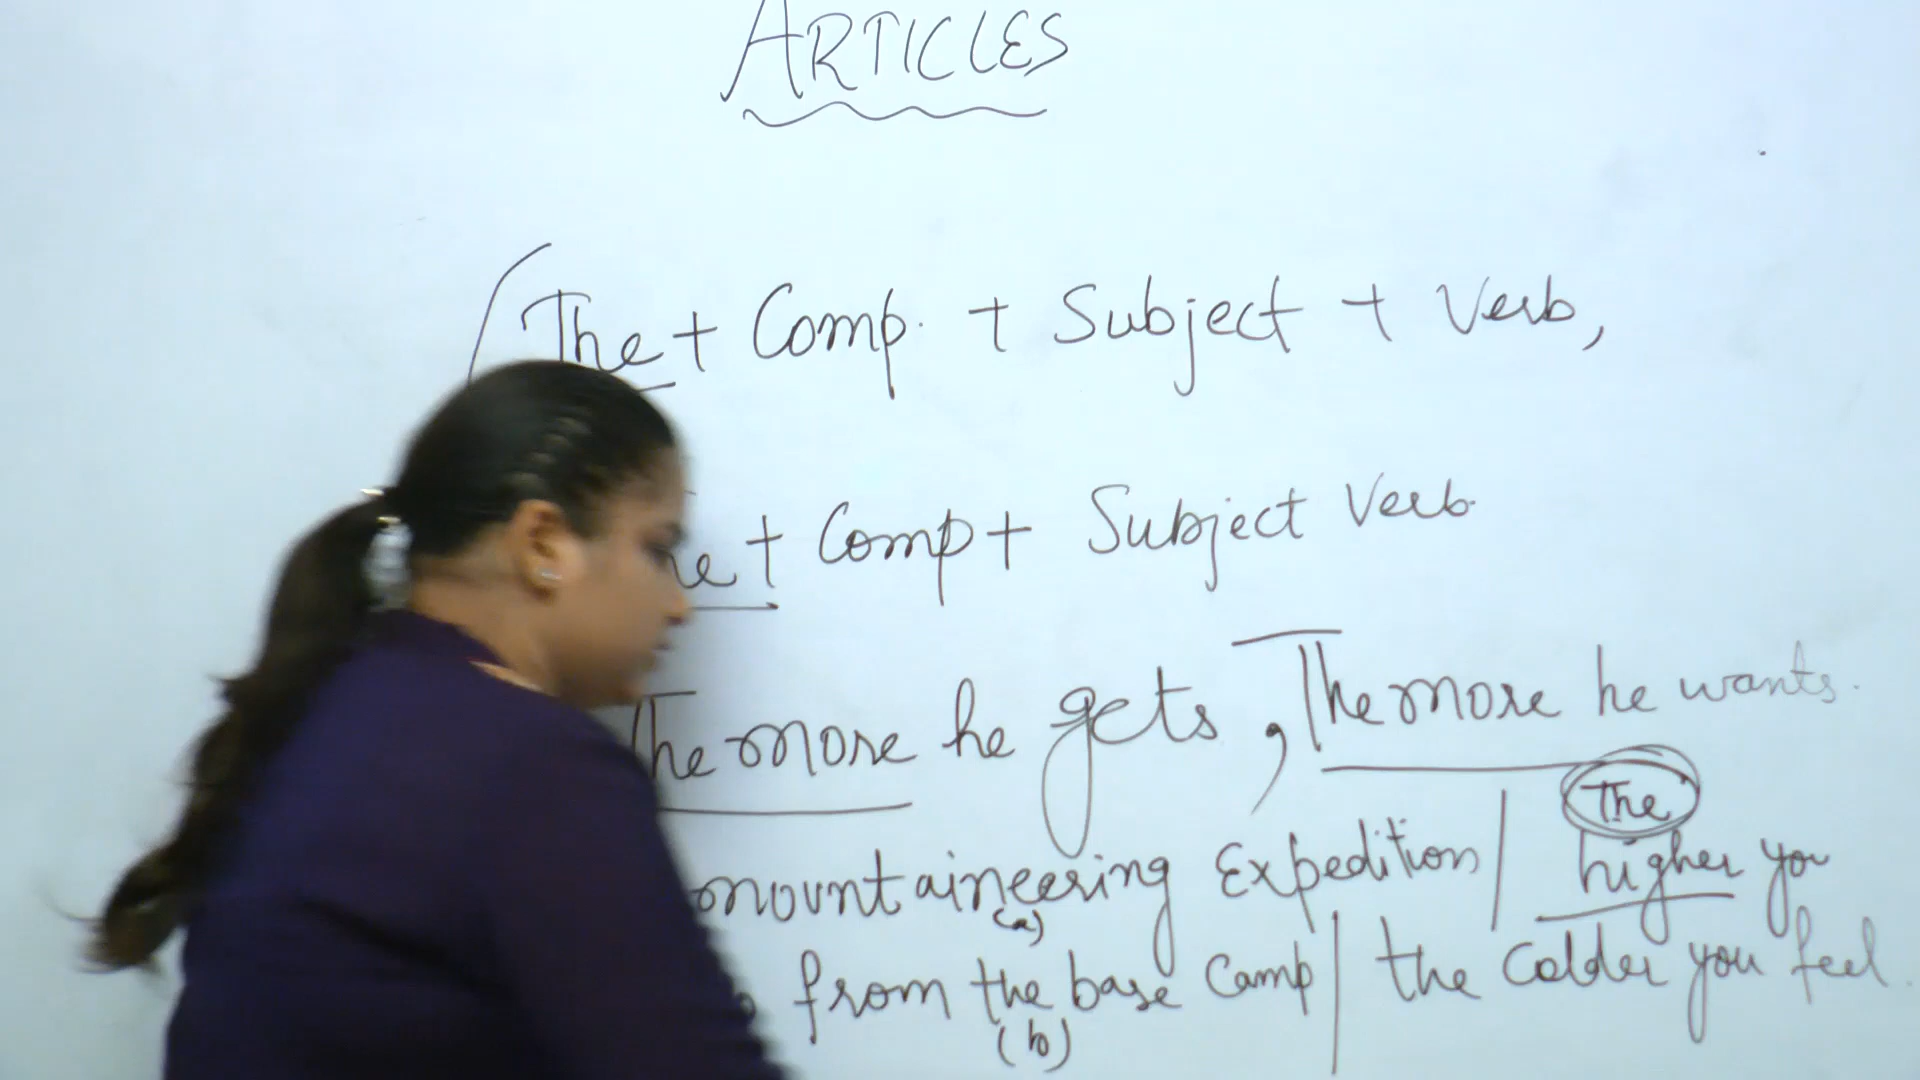 ARTICLES
The + Comp. + Subject + Verb,
+ Comp + Subject Verb.
The more he gets, The more he wants.
The
mountaineering Expedition / higher you
(a)
from the base Camp / the colder you feel.
(b)